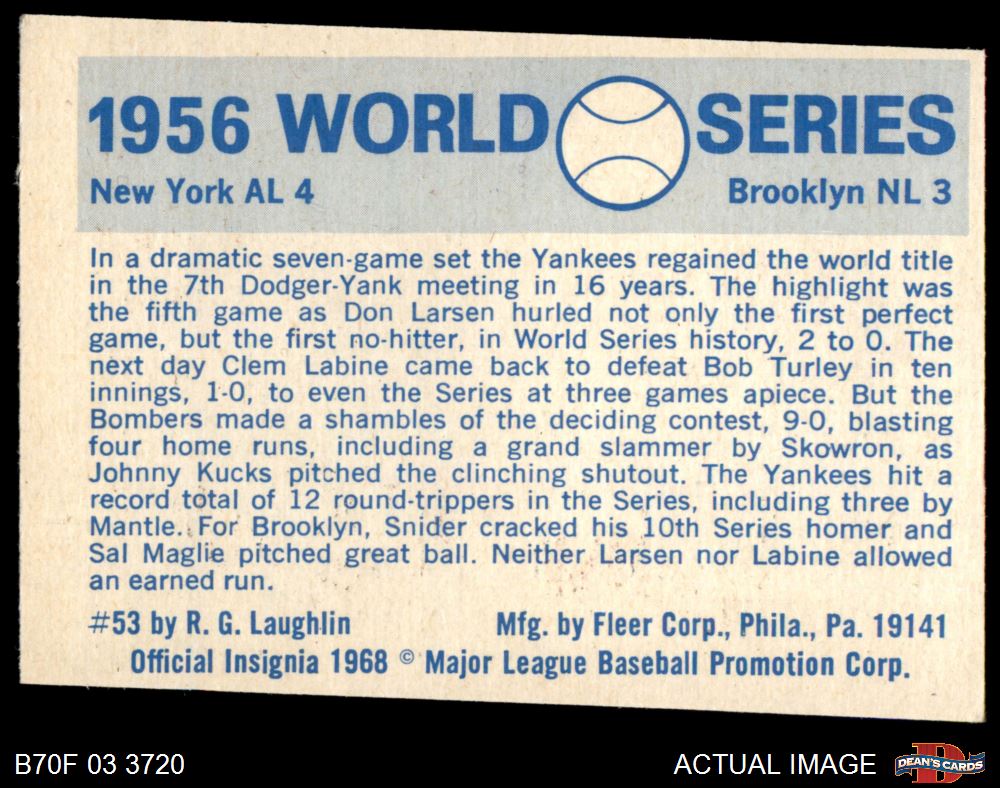 1956 WORLD SERIES
New York AL 4 Brooklyn NL 3
In a dramatic seven-game set the Yankees regained the world title
in the 7th Dodger-Yank meeting in 16 years. The highlight was
the fifth game as Don Larsen hurled not only the first perfect
game, but the first no-hitter, in World Series history, 2 to 0. The
next day Clem Labine came back to defeat Bob Turley in ten
innings, 1-0, to even the Series at three games apiece. But the
Bombers made a shambles of the deciding contest, 9-0, blasting
four home runs, including a grand slammer by Skowron, as
Johnny Kucks pitched the clinching shutout. The Yankees hit a
record total of 12 round-trippers in the Series, including three by
Mantle. For Brooklyn, Snider cracked his 10th Series homer and
Sal Maglie pitched great ball. Neither Larsen nor Labine allowed
an earned run.
#53 by R. G. Laughlin Mfg. by Fleer Corp., Phila., Pa. 19141
Official Insignia 1968 © Major League Baseball Promotion Corp.
B70F 03 3720 ACTUAL IMAGE DEAN'S CARDS